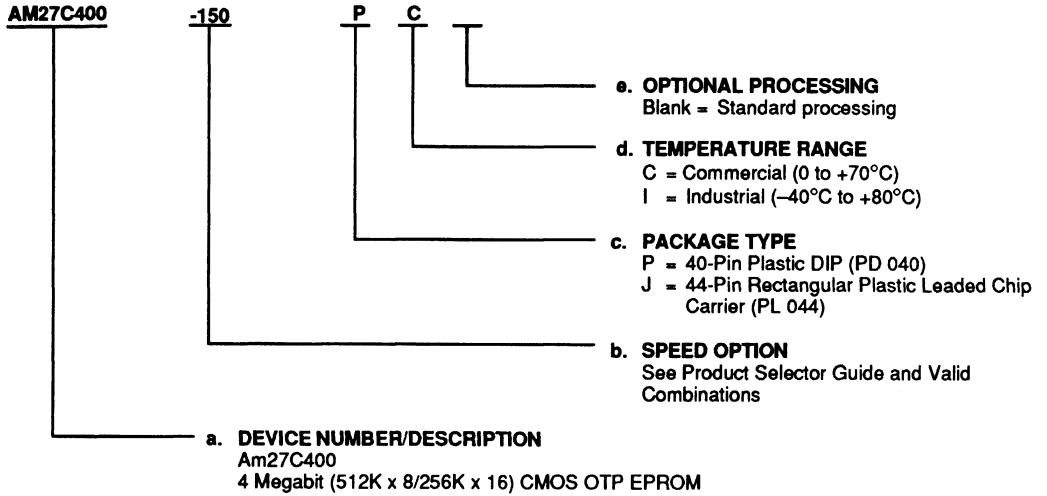 AM27C400 -150 P C
e. OPTIONAL PROCESSING
Blank = Standard processing
d. TEMPERATURE RANGE
C = Commercial (0 to +70°C)
I = Industrial (–40°C to +80°C)
c. PACKAGE TYPE
P = 40-Pin Plastic DIP (PD 040)
J = 44-Pin Rectangular Plastic Leaded Chip
Carrier (PL 044)
b. SPEED OPTION
See Product Selector Guide and Valid
Combinations
a. DEVICE NUMBER/DESCRIPTION
Am27C400
4 Megabit (512K x 8/256K x 16) CMOS OTP EPROM